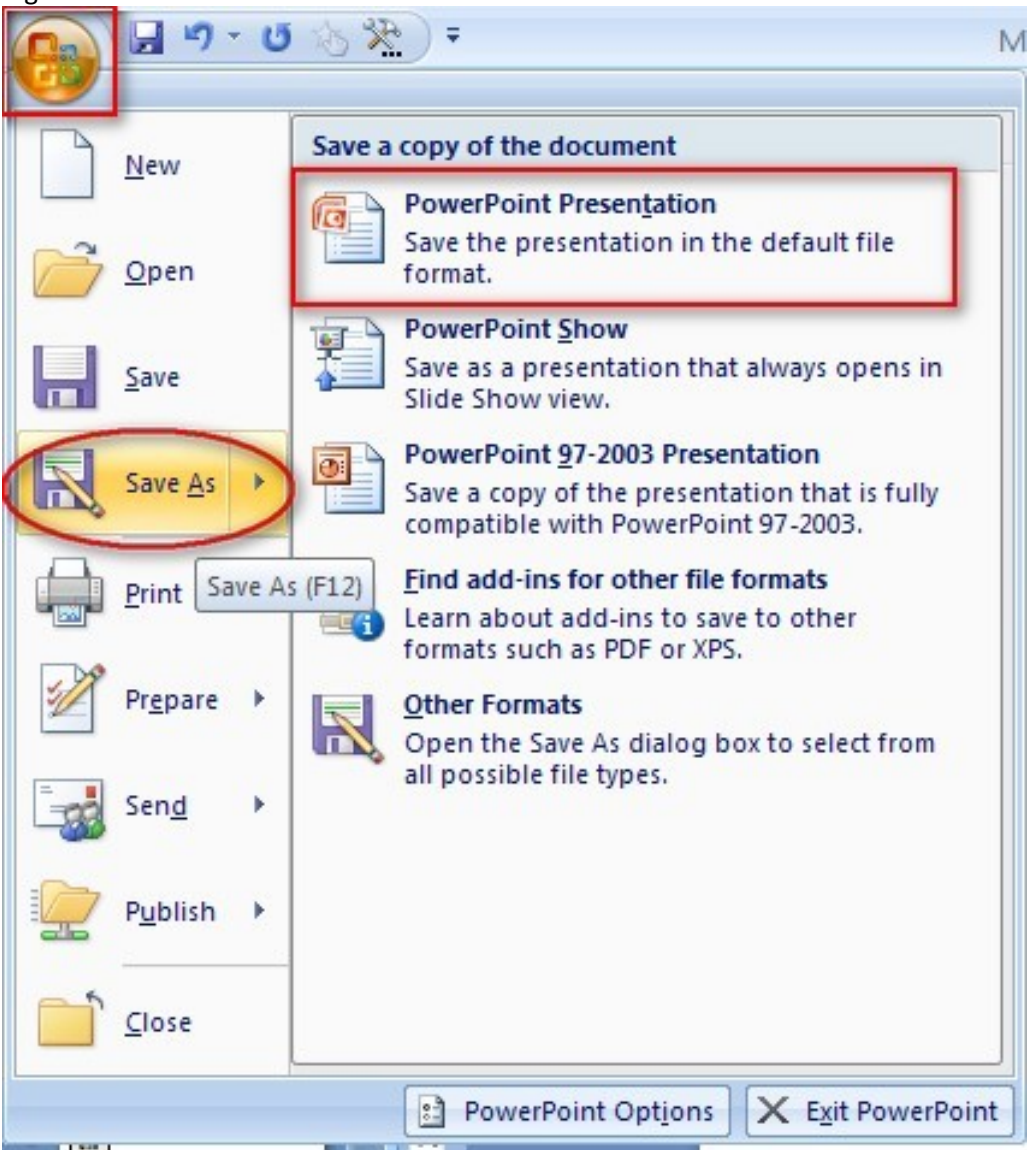 M
New
Open
Save
Save As
Save As (F12)
Print
Prepare
Send
Publish
Close
Save a copy of the document
PowerPoint Presentation
Save the presentation in the default file
format.
PowerPoint Show
Save as a presentation that always opens in
Slide Show view.
PowerPoint 97-2003 Presentation
Save a copy of the presentation that is fully
compatible with PowerPoint 97-2003.
Find add-ins for other file formats
Learn about add-ins to save to other
formats such as PDF or XPS.
Other Formats
Open the Save As dialog box to select from
all possible file types.
PowerPoint Options
Exit PowerPoint